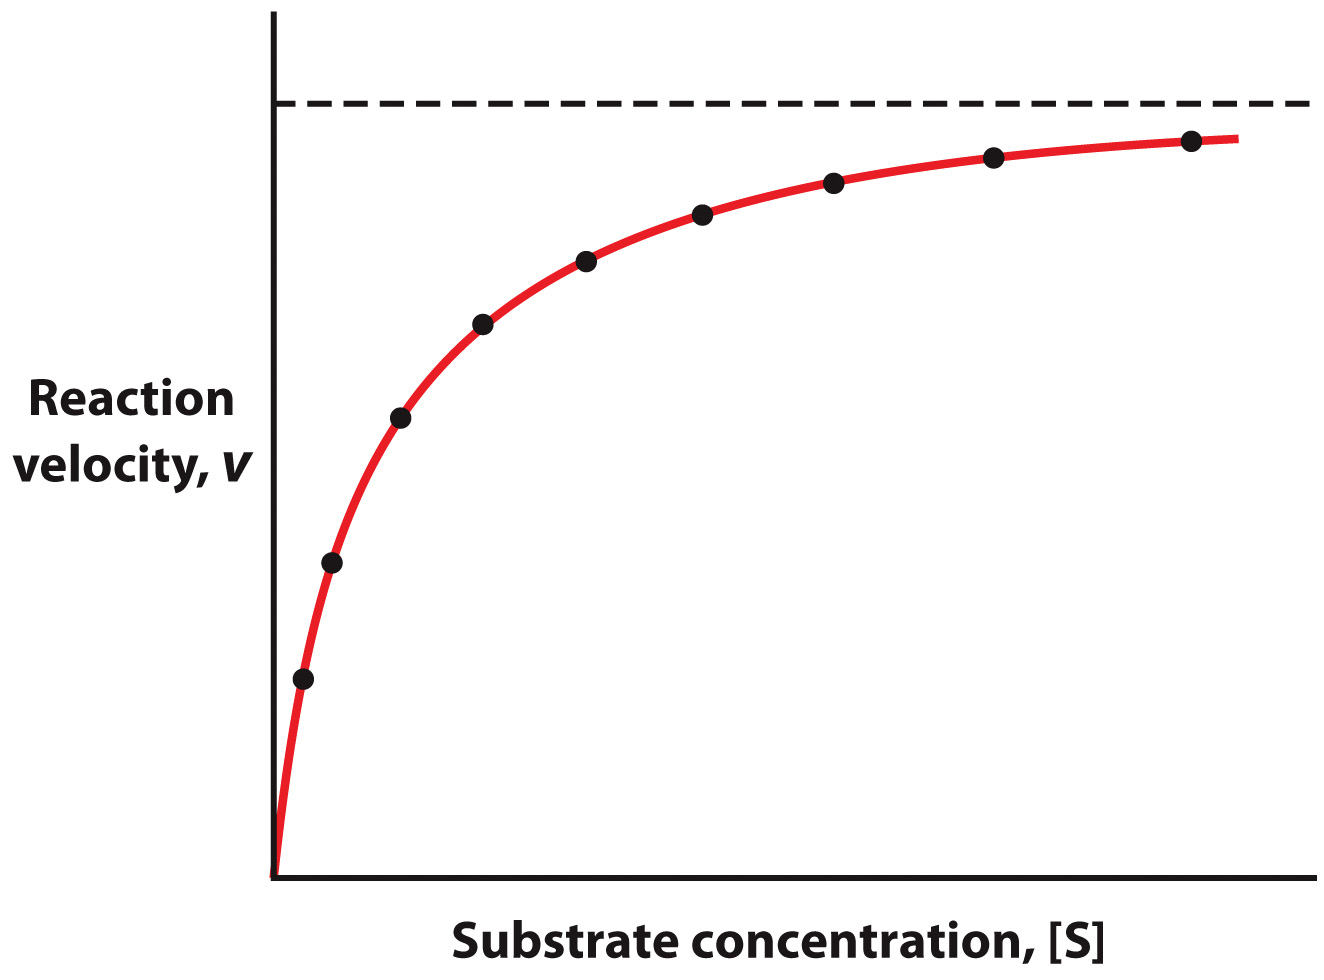 Reaction
velocity, v
Substrate concentration, [S]